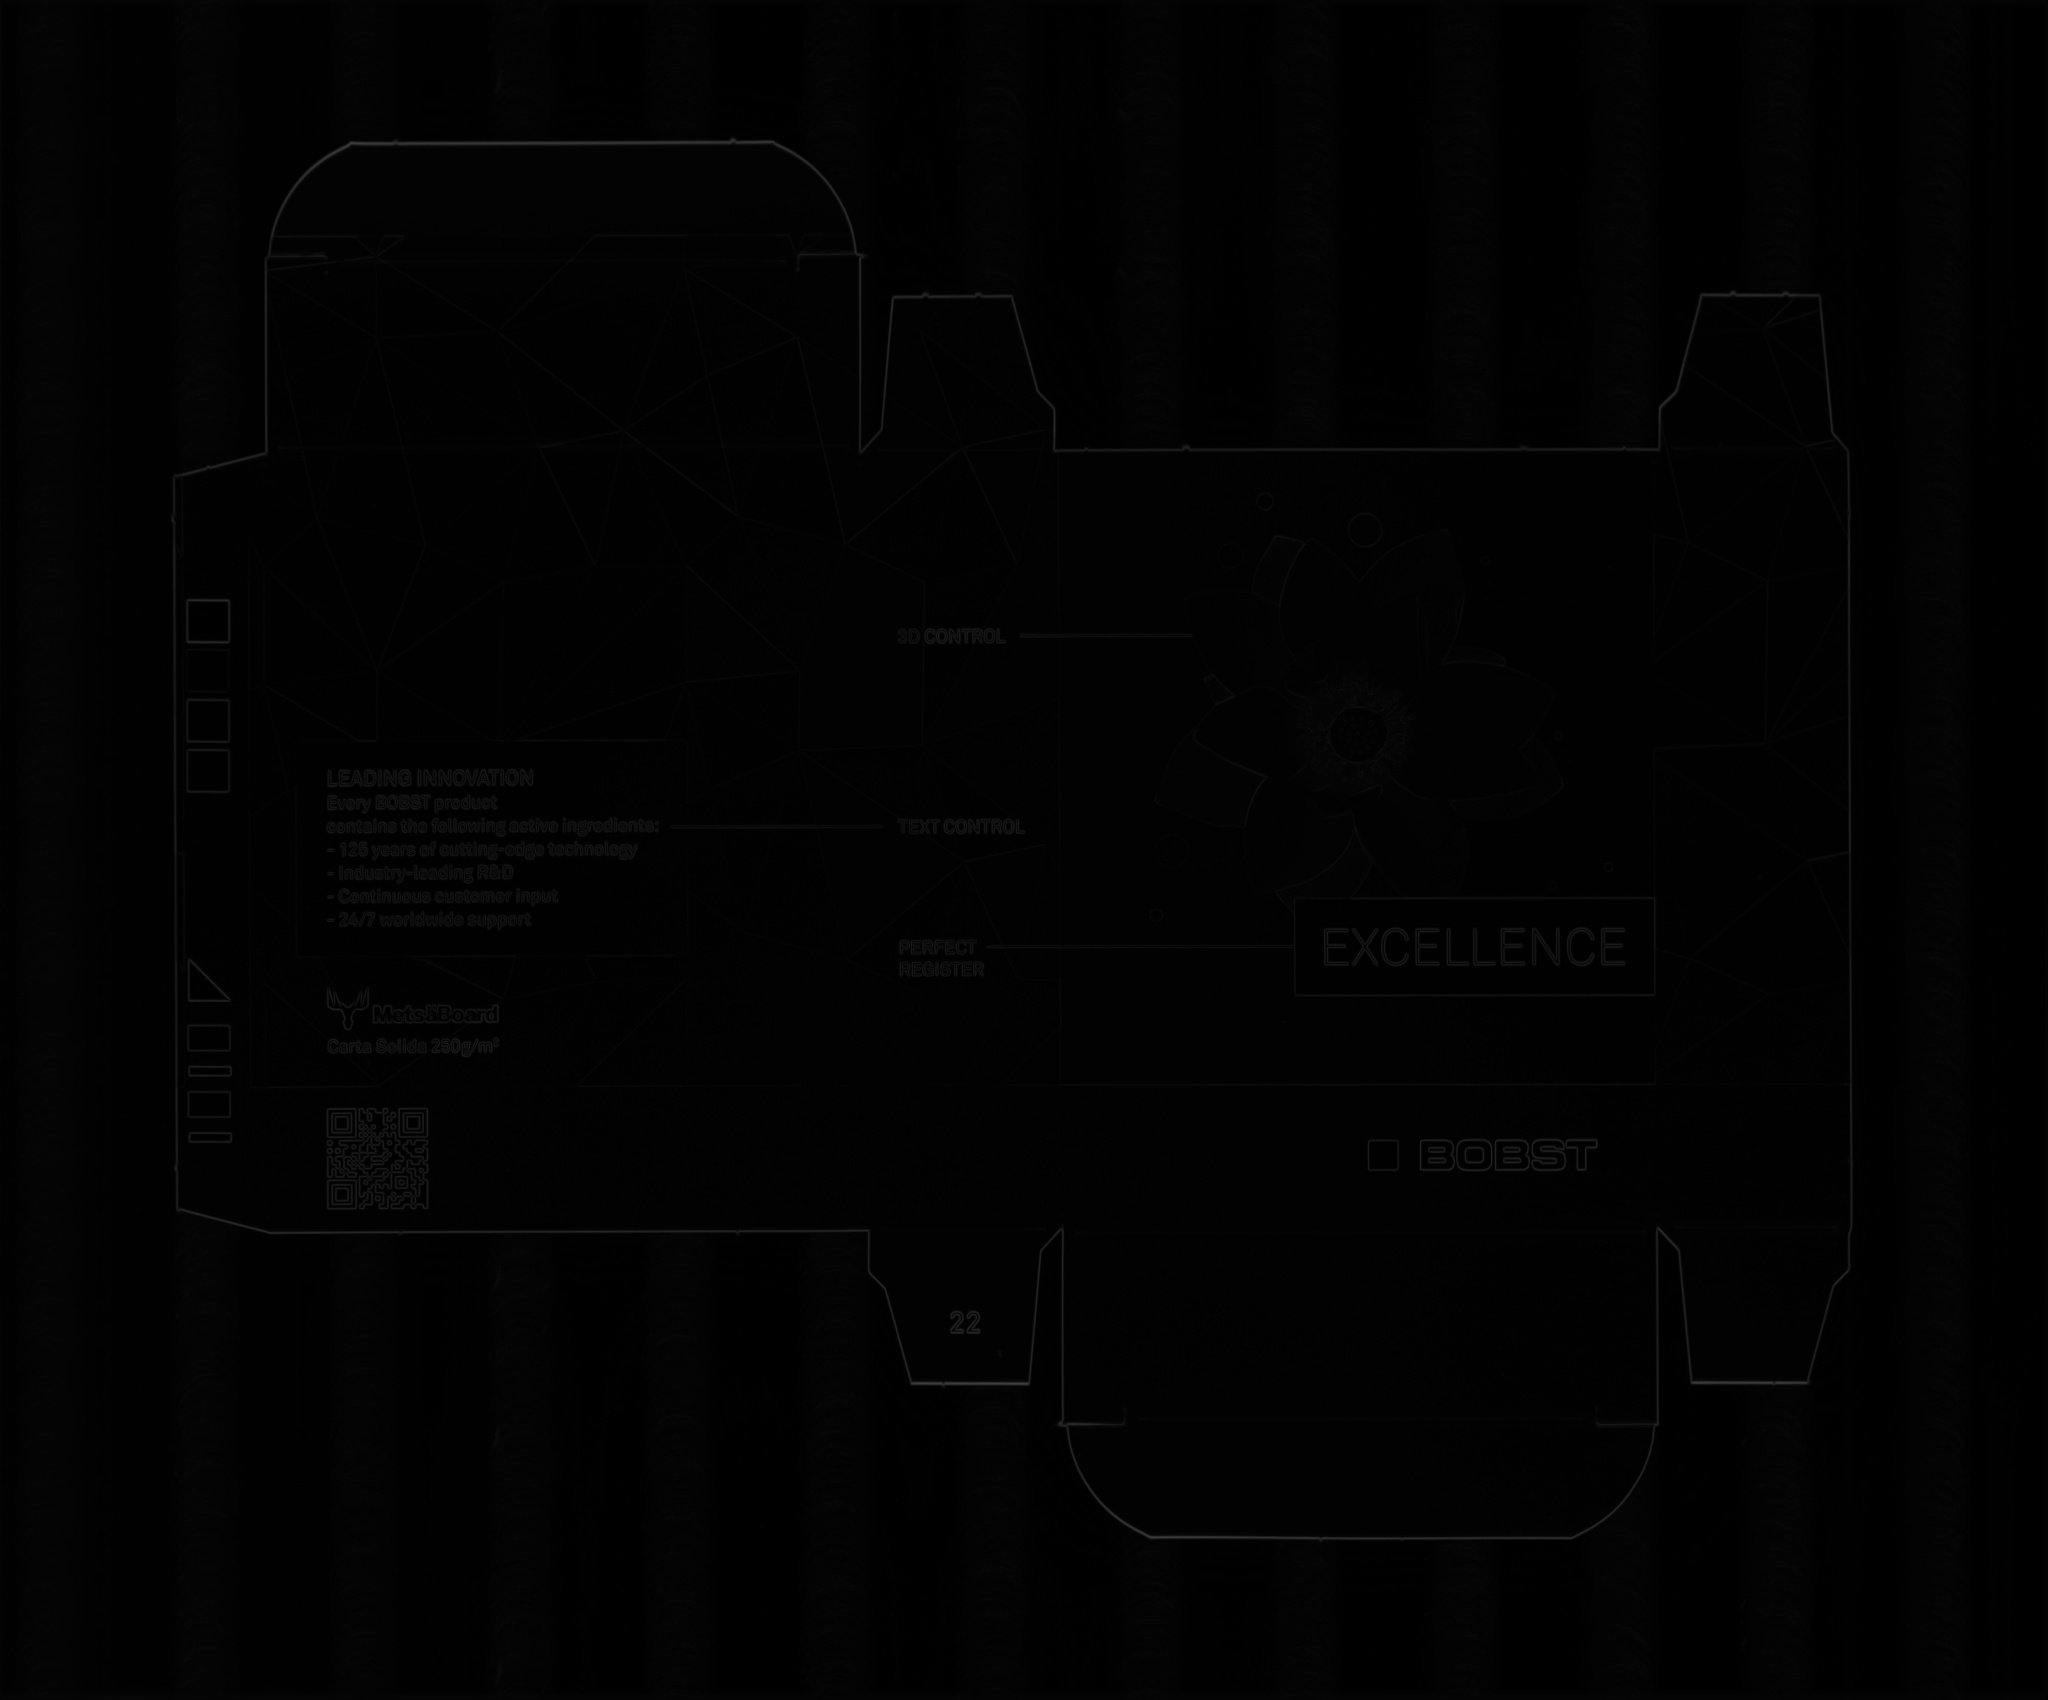 3D CONTROL
LEADING INNOVATION
Every BOBST product
contains the following active ingredients:
- 125 years of cutting-edge technology
- Industry-leading R&D
- Continuous customer input
- 24/7 worldwide support
TEXT CONTROL
PERFECT
REGISTER
EXCELLENCE
MetsäBoard
Carta Solida 250g/m²
BOBST
22